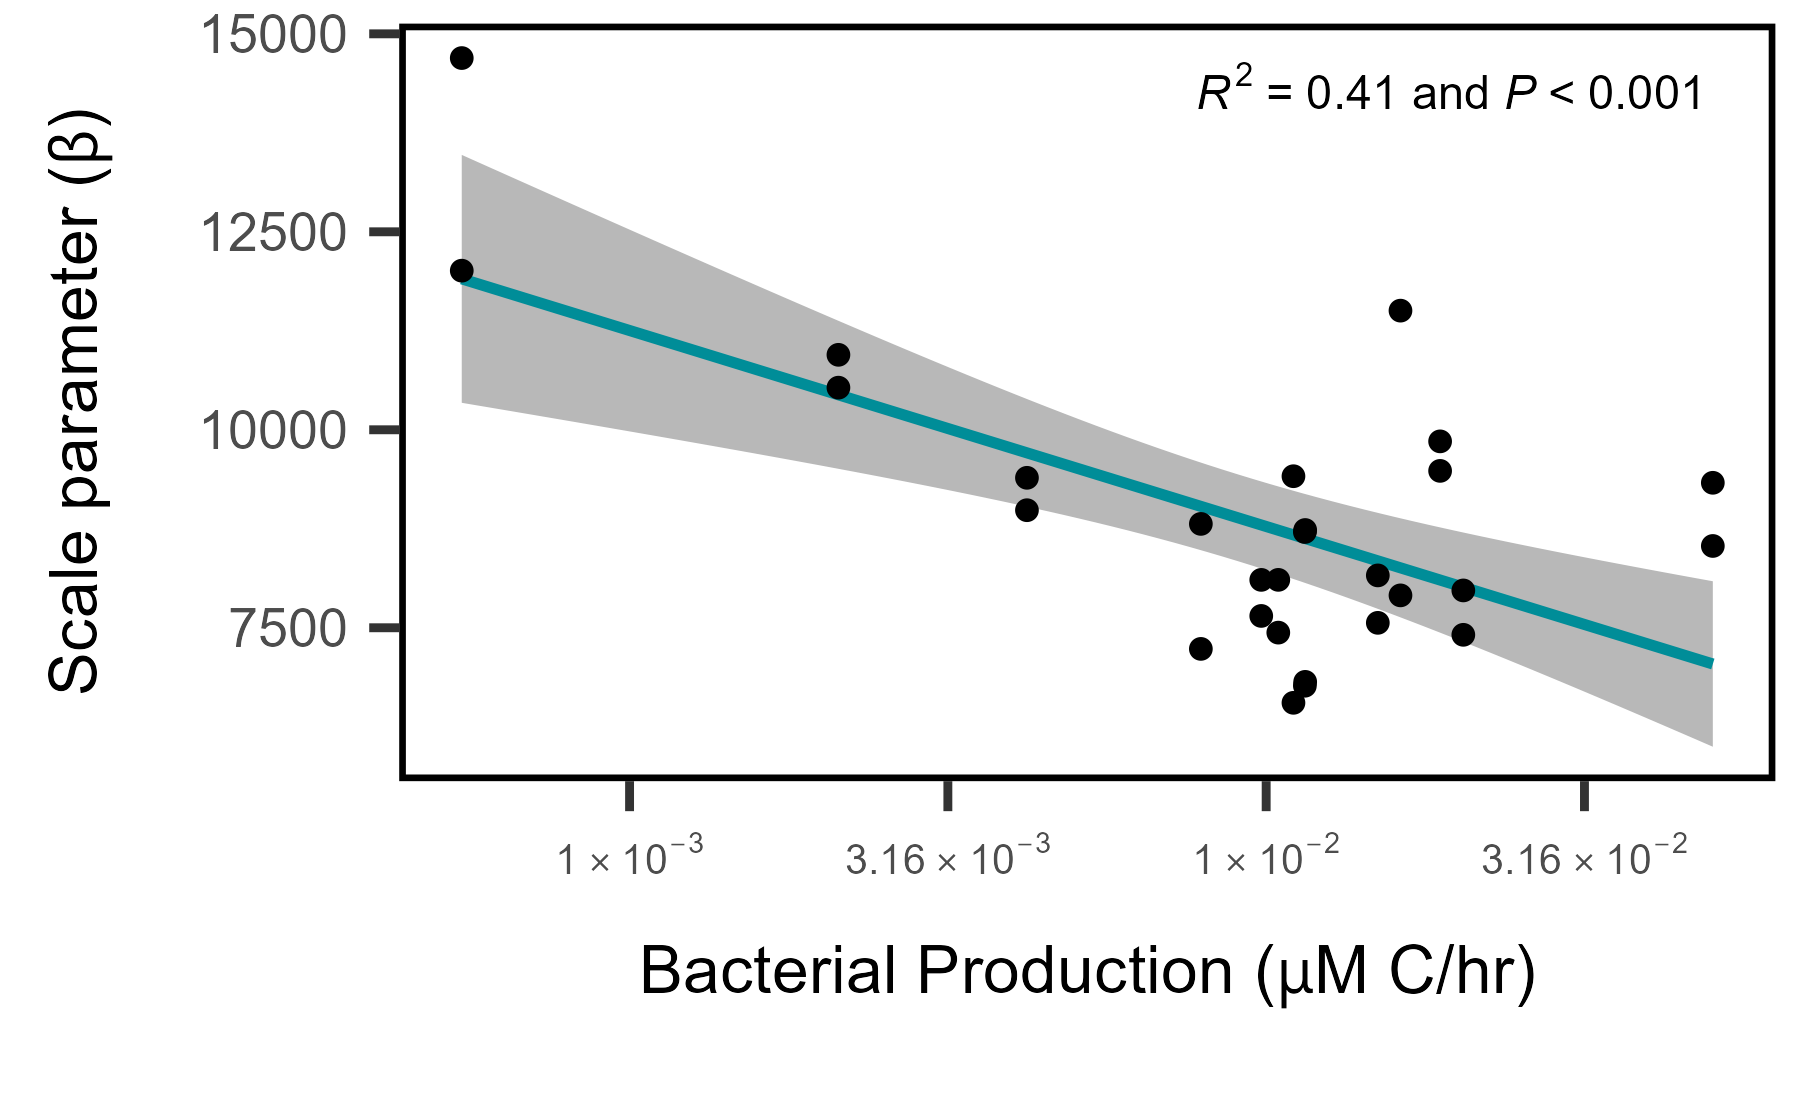 R² = 0.41 and P < 0.001
Scale parameter (β)
15000
12500
10000
7500
1 × 10⁻³
3.16 × 10⁻³
1 × 10⁻²
3.16 × 10⁻²
Bacterial Production (μM C/hr)